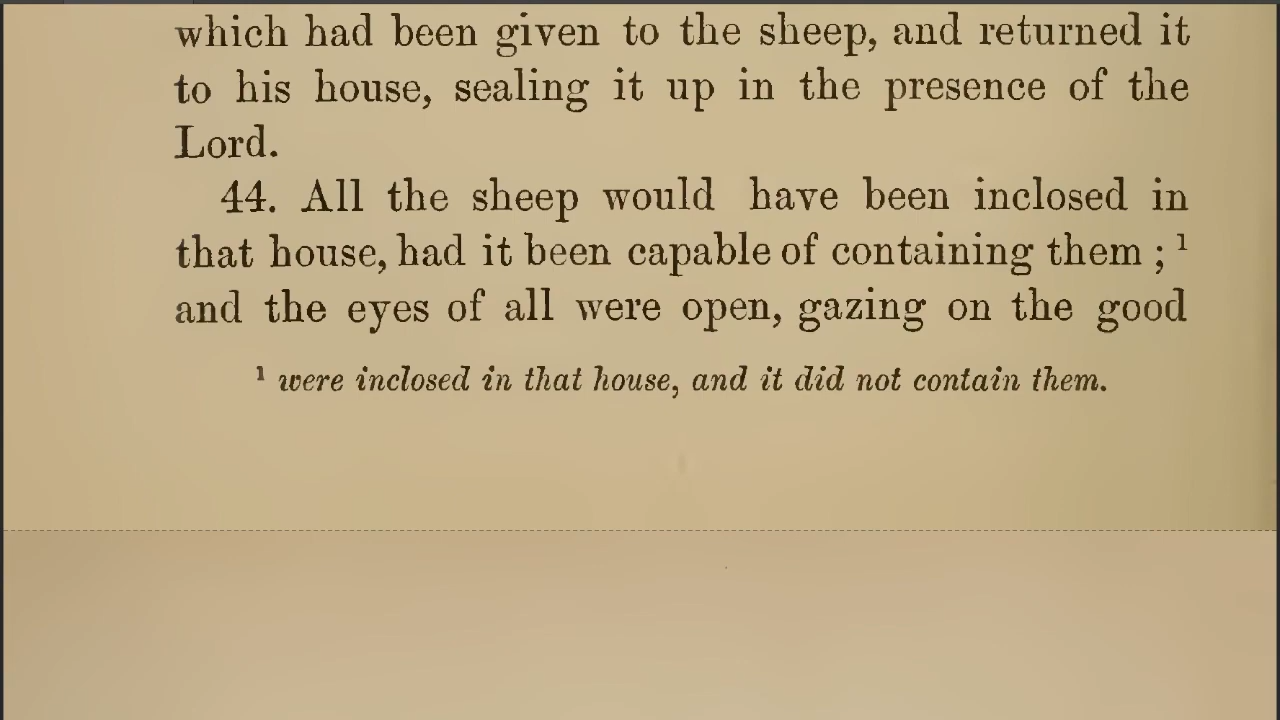 which had been given to the sheep, and returned it
to his house, sealing it up in the presence of the
Lord.
44. All the sheep would have been inclosed in
that house, had it been capable of containing them ; ¹
and the eyes of all were open, gazing on the good
¹ were inclosed in that house, and it did not contain them.